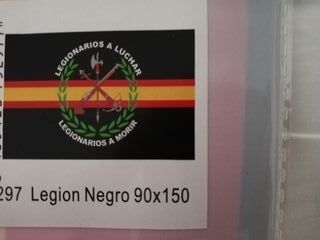 LEGIONARIOS A LUCHAR
LEGIONARIOS A MORIR
297 Legion Negro 90x150